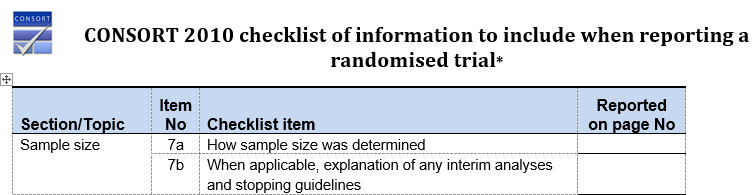 CONSORT
CONSORT 2010 checklist of information to include when reporting a
randomised trial*
Section/Topic Item No Checklist item Reported on page No
Sample size 7a How sample size was determined
7b When applicable, explanation of any interim analyses
and stopping guidelines